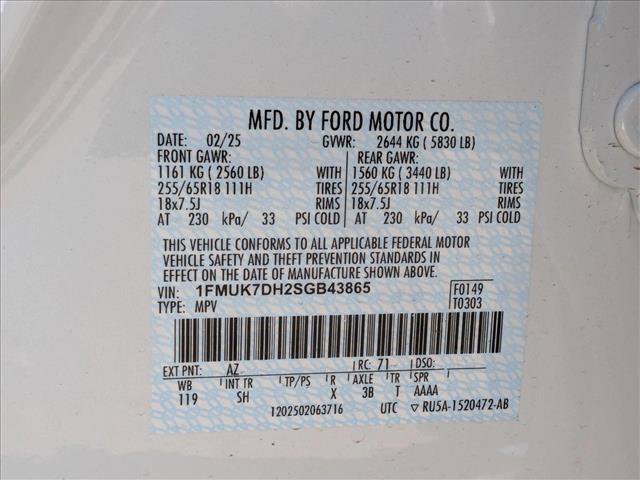 MFD. BY FORD MOTOR CO.
DATE: 02/25 GVWR: 2644 KG ( 5830 LB)
FRONT GAWR: REAR GAWR:
1161 KG ( 2560 LB) WITH 1560 KG ( 3440 LB) WITH
255/65R18 111H TIRES 255/65R18 111H TIRES
18x7.5J RIMS 18x7.5J RIMS
AT 230 kPa/ 33 PSI COLD AT 230 kPa/ 33 PSI COLD
THIS VEHICLE CONFORMS TO ALL APPLICABLE FEDERAL MOTOR
VEHICLE SAFETY AND THEFT PREVENTION STANDARDS IN
EFFECT ON THE DATE OF MANUFACTURE SHOWN ABOVE.
VIN: 1FMUK7DH2SGB43865 F0149
TYPE: MPV T0303
EXT PNT: AZ RC: 71 DSO:
WB INT TR TP/PS R AXLE TR SPR
119 SH X 3B T AAAA
1202502063716 UTC ▽ RU5A-1520472-AB